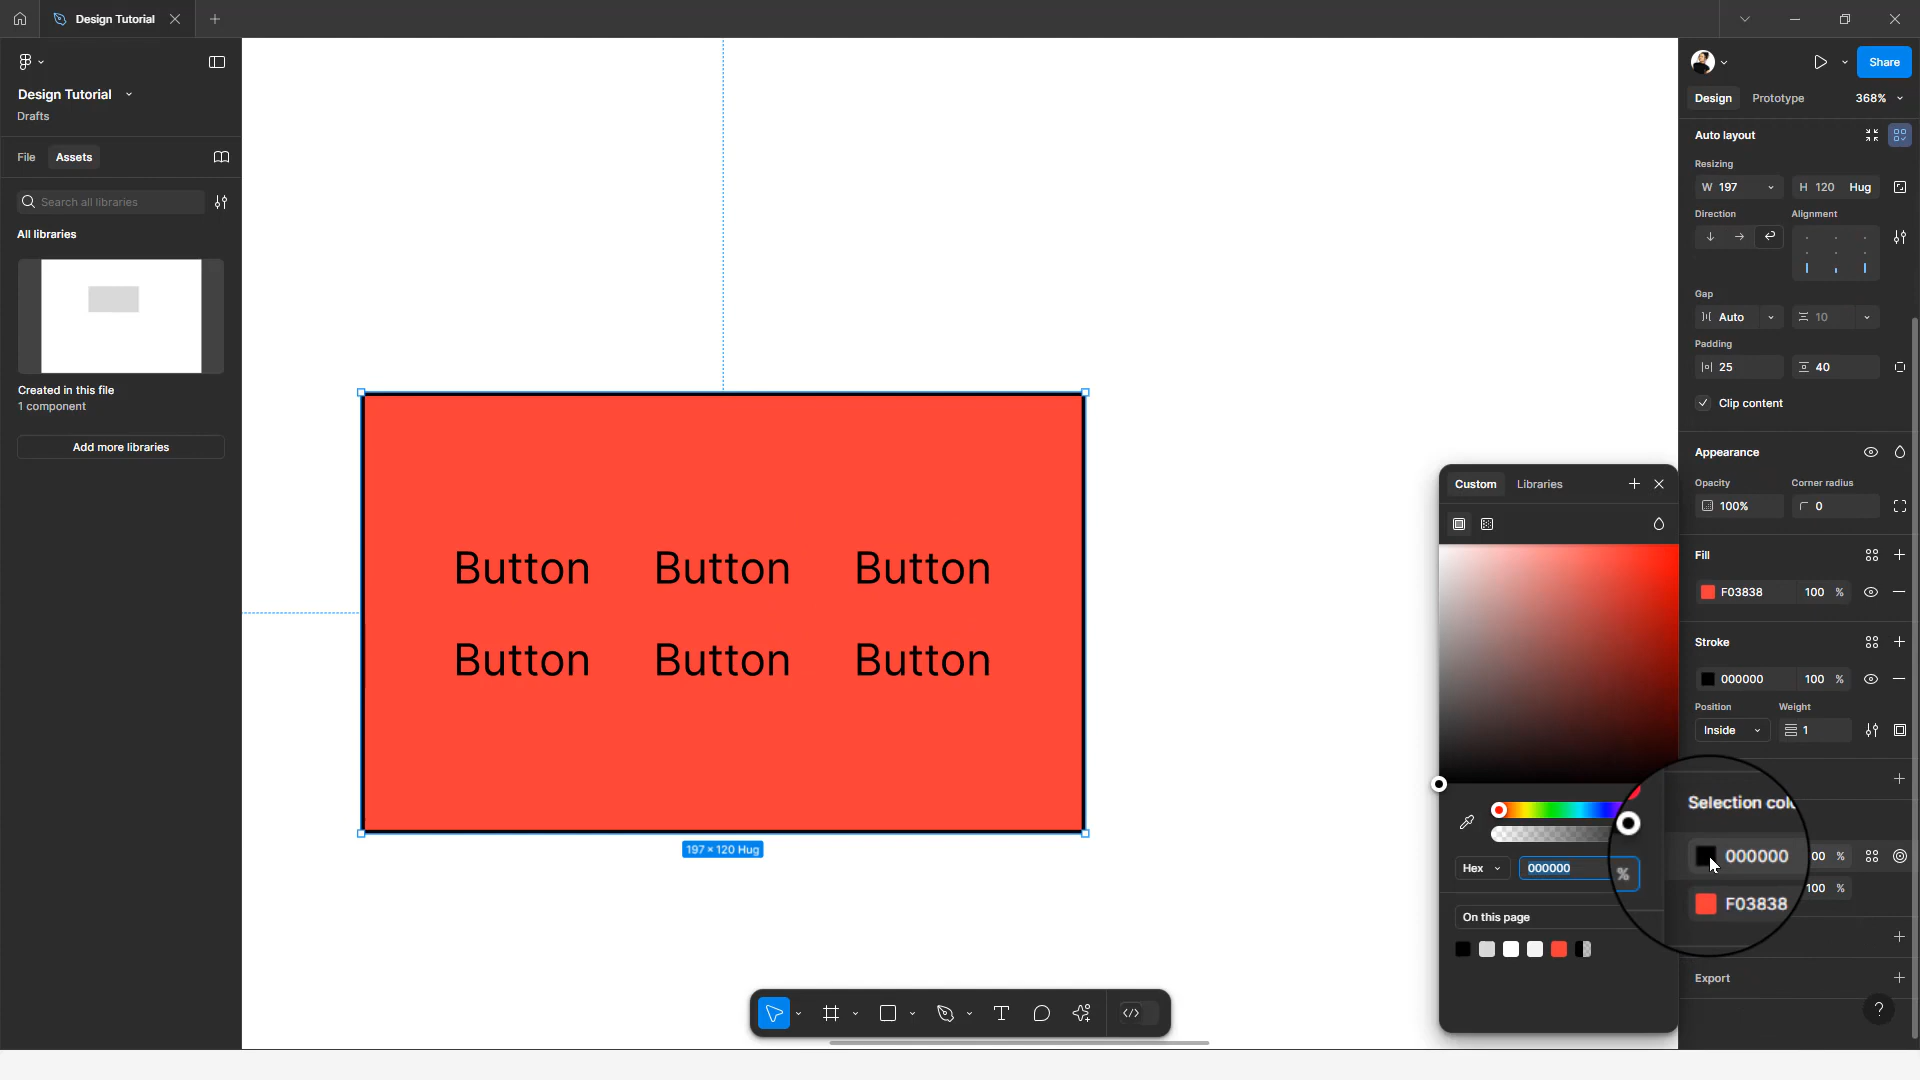 Design Tutorial
Design Tutorial
Drafts
File
Assets
Search all libraries
All libraries
Created in this file
1 component
Add more libraries
Button Button Button
Button Button Button
197 × 120 Hug
Custom
Libraries
Hex
000000
%
On this page
Share
Design
Prototype
368%
Auto layout
Resizing
W 197
H 120 Hug
Direction
Alignment
Gap
Auto
10
Padding
25
40
Clip content
Appearance
Opacity
Corner radius
100%
0
Fill
F03838 100 %
Stroke
000000 100 %
Position
Weight
Inside
1
Selection colo
000000 00 %
F03838 100 %
Export
?